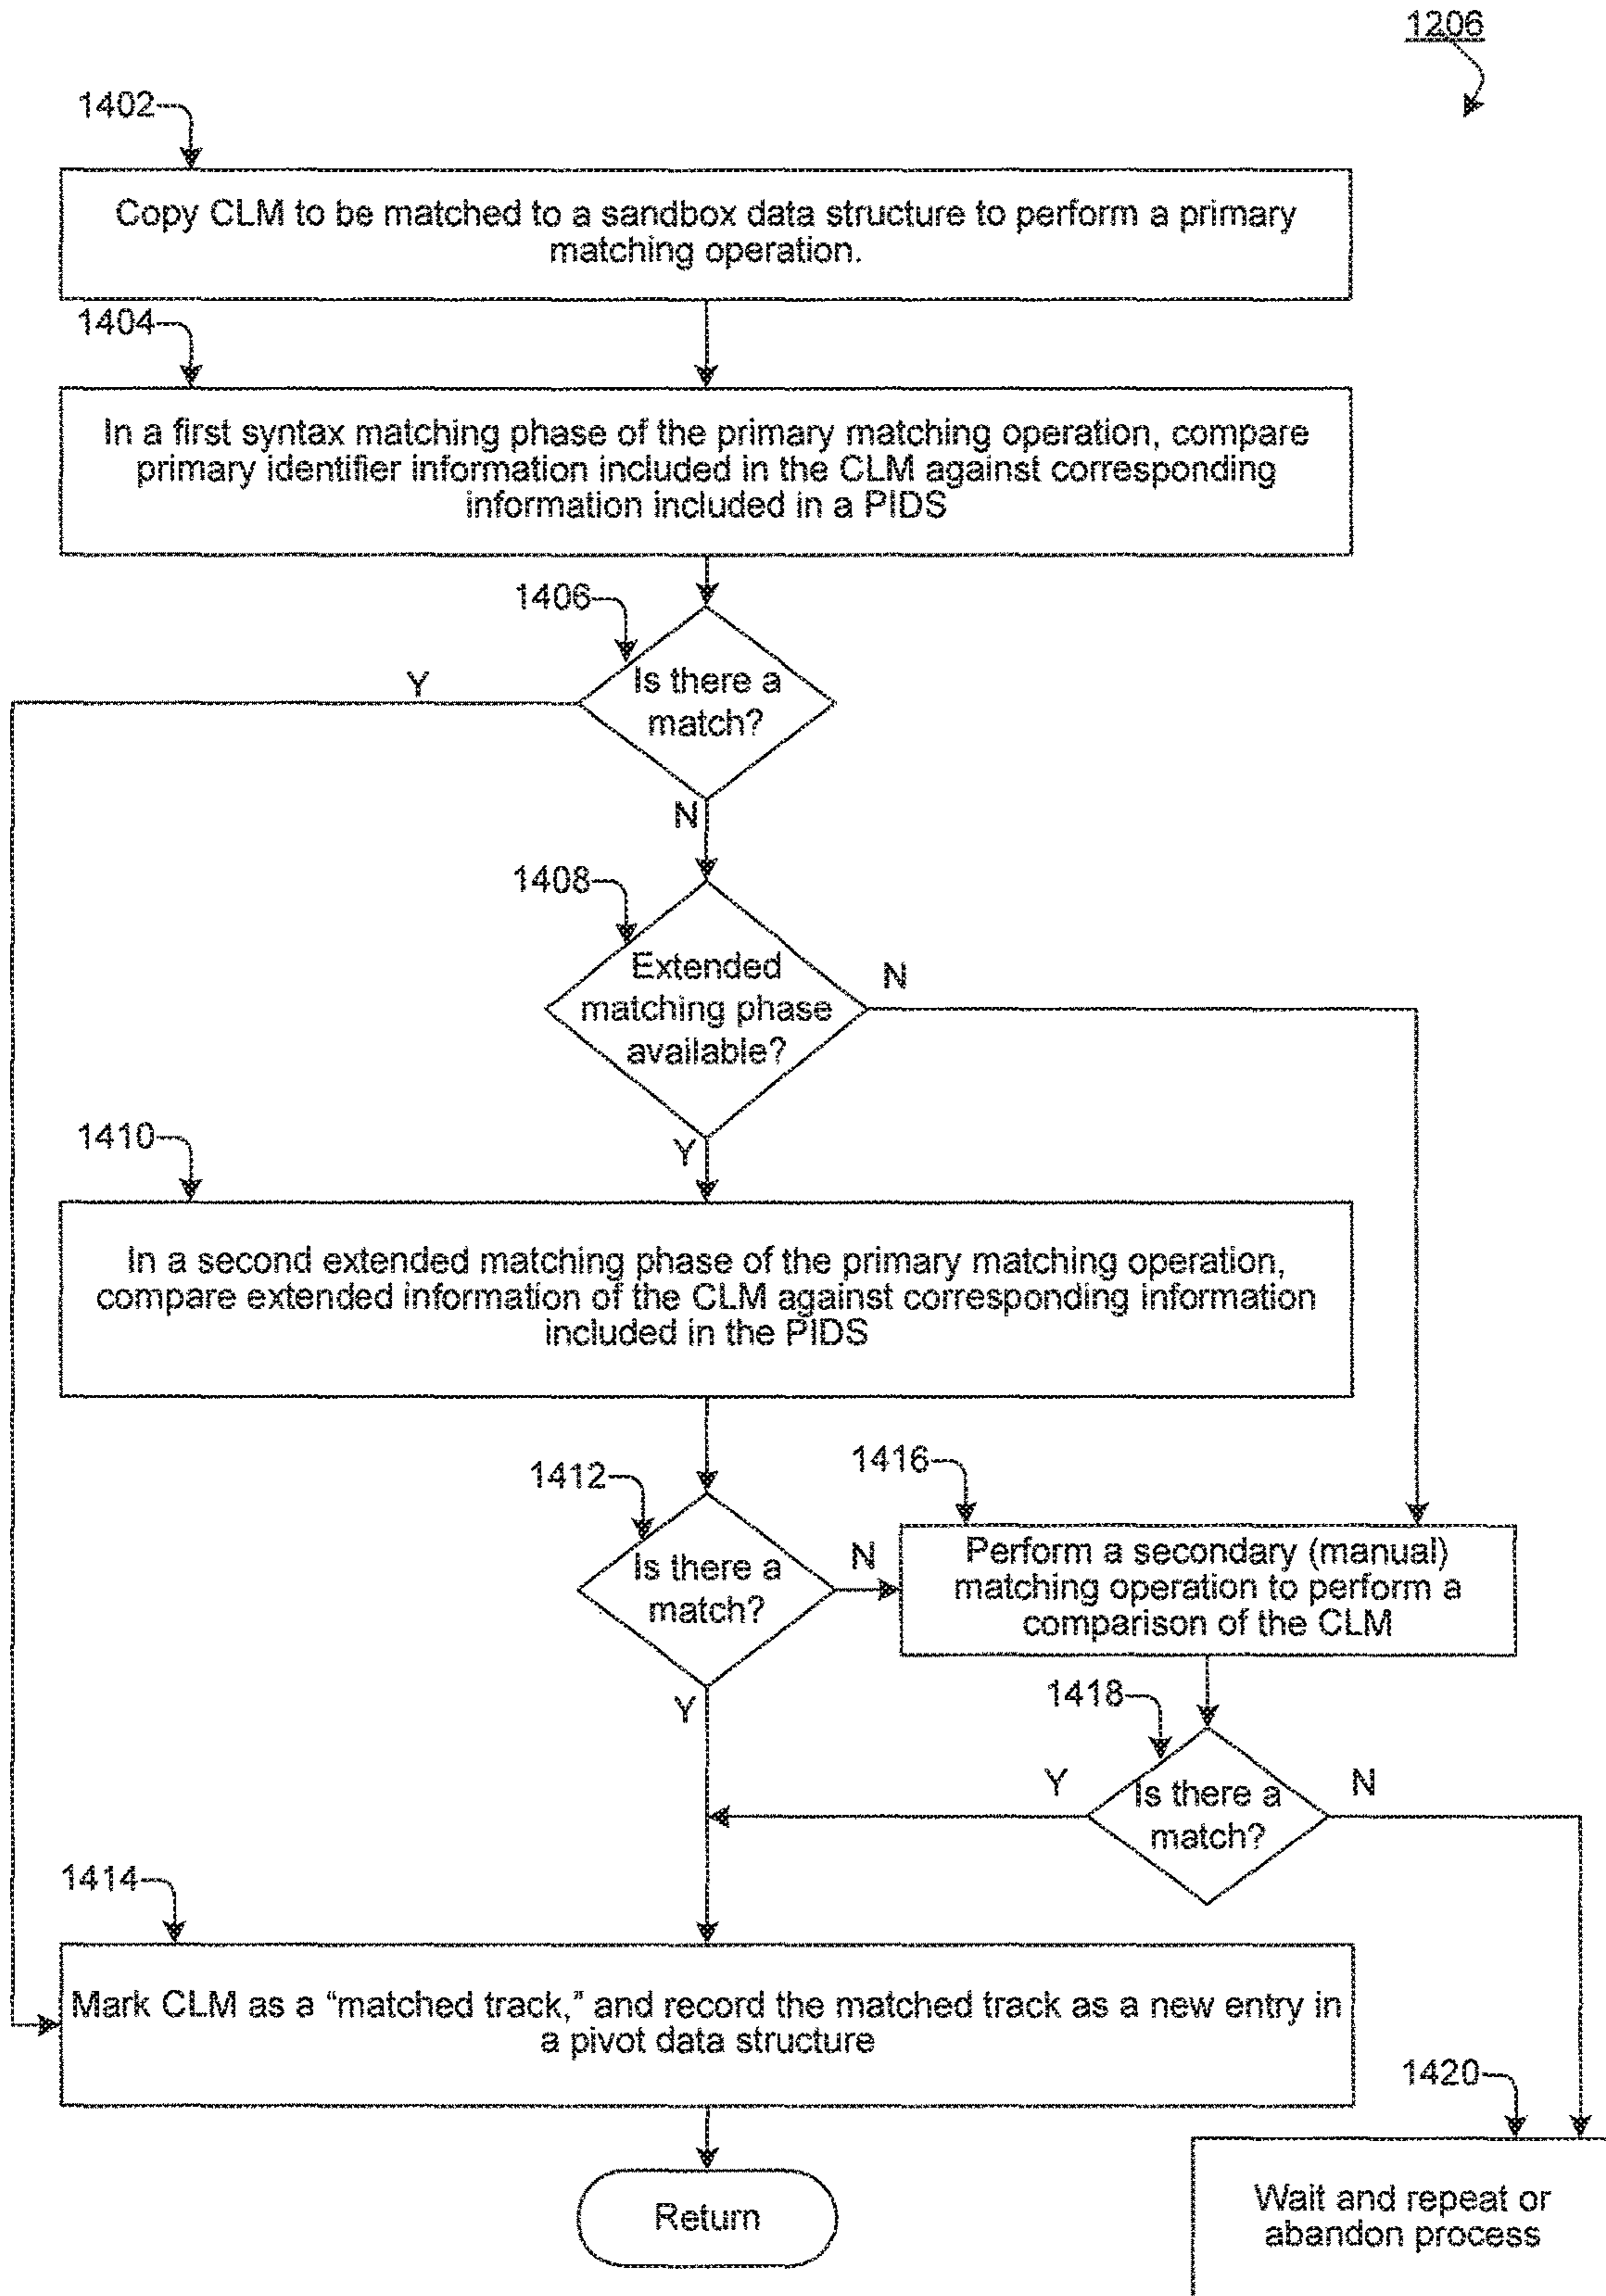 1206
1402
Copy CLM to be matched to a sandbox data structure to perform a primary
matching operation.
1404
In a first syntax matching phase of the primary matching operation, compare
primary identifier information included in the CLM against corresponding
information included in a PIDS
1406
Is there a
match?
Y
N
1408
Extended
matching phase
available?
N
Y
1410
In a second extended matching phase of the primary matching operation,
compare extended information of the CLM against corresponding information
included in the PIDS
1412
Is there a
match?
N
Y
1416
Perform a secondary (manual)
matching operation to perform a
comparison of the CLM
1418
Is there a
match?
Y
N
1414
Mark CLM as a “matched track,” and record the matched track as a new entry in
a pivot data structure
Return
1420
Wait and repeat or
abandon process